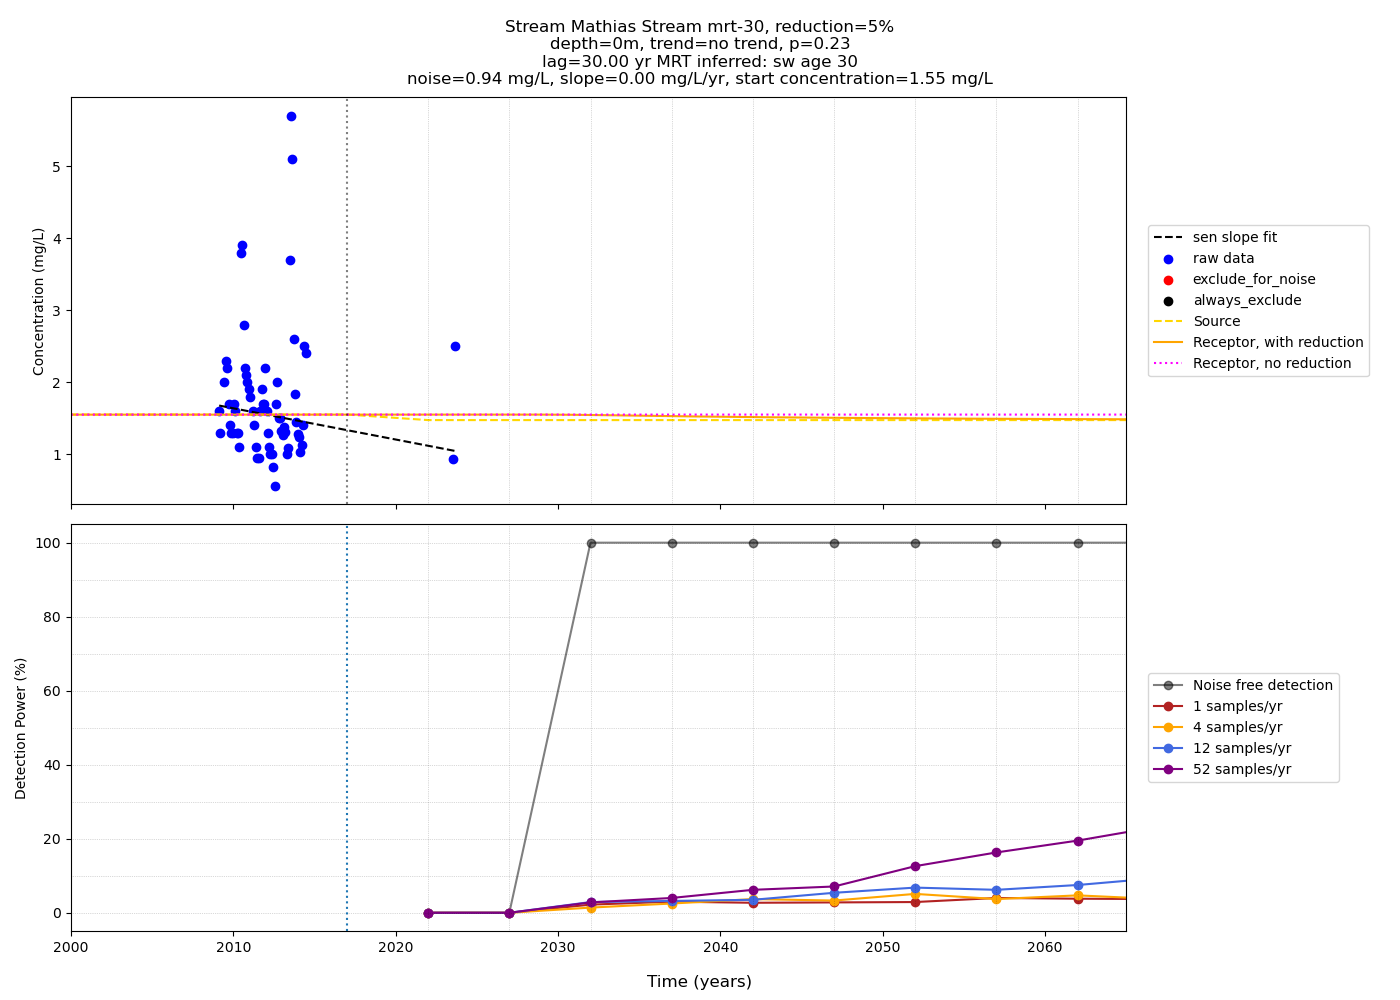 Stream Mathias Stream mrt-30, reduction=5%
depth=0m, trend=no trend, p=0.23
lag=30.00 yr MRT inferred: sw age 30
noise=0.94 mg/L, slope=0.00 mg/L/yr, start concentration=1.55 mg/L
Concentration (mg/L)
5
4
3
2
1
sen slope fit
raw data
exclude_for_noise
always_exclude
Source
Receptor, with reduction
Receptor, no reduction
Detection Power (%)
100
80
60
40
20
0
Noise free detection
1 samples/yr
4 samples/yr
12 samples/yr
52 samples/yr
2000 2010 2020 2030 2040 2050 2060
Time (years)